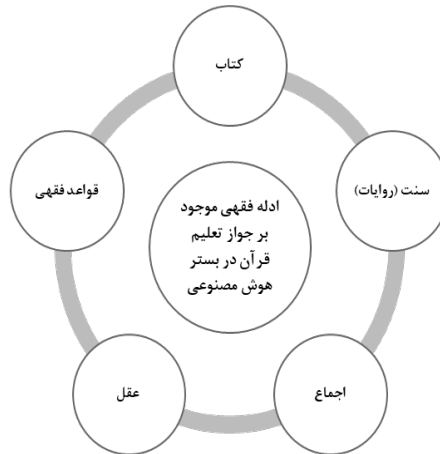 کتاب
سنت (روایات)
اجماع
عقل
قواعد فقهی
ادله فقهی موجود
بر جواز تعلیم
قرآن در بستر
هوش مصنوعی